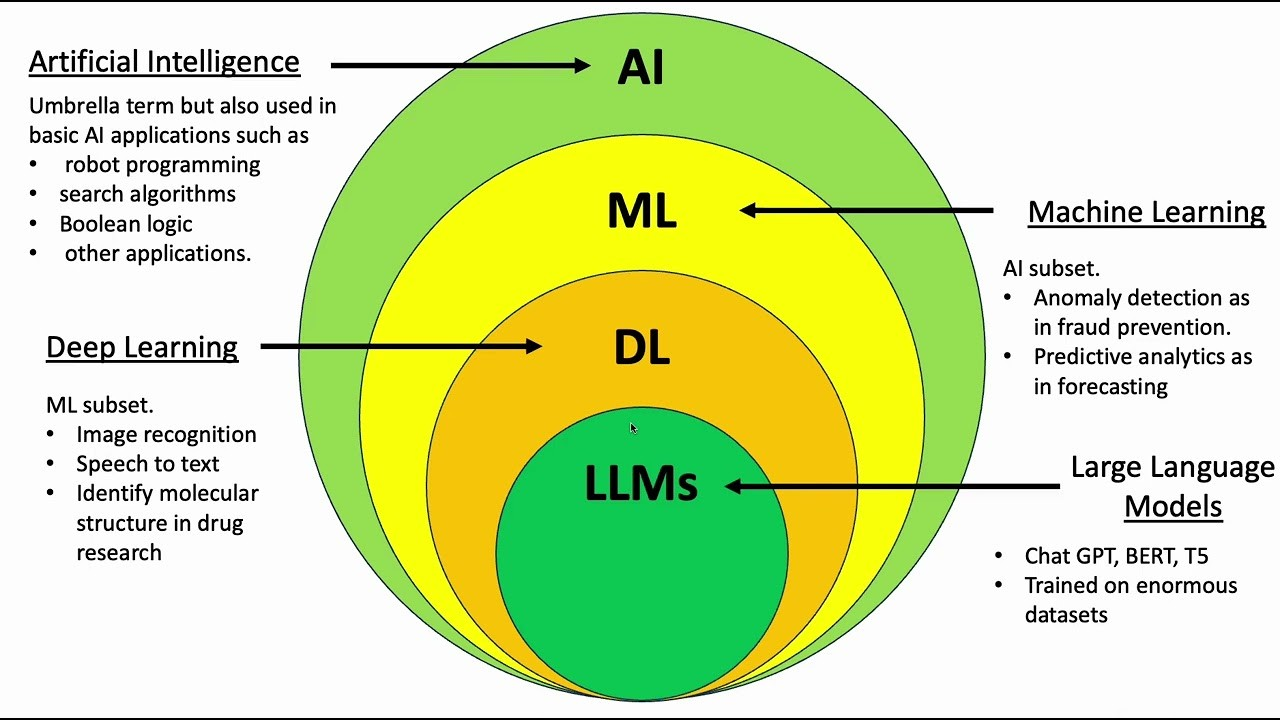 Artificial Intelligence
Umbrella term but also used in
basic AI applications such as
• robot programming
• search algorithms
• Boolean logic
• other applications.
Deep Learning
ML subset.
• Image recognition
• Speech to text
• Identify molecular
structure in drug
research
AI
ML
DL
LLMs
Machine Learning
AI subset.
• Anomaly detection as
in fraud prevention.
• Predictive analytics as
in forecasting
Large Language
Models
• Chat GPT, BERT, T5
• Trained on enormous
datasets